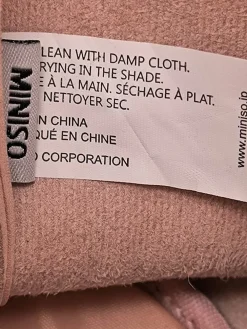 LEAN WITH DAMP CLOTH.
RYING IN THE SHADE.
E À LA MAIN. SÉCHAGE À PLAT.
NETTOYER SEC.
IN CHINA
QUÉ EN CHINE
O CORPORATION
MINISO
www.miniso